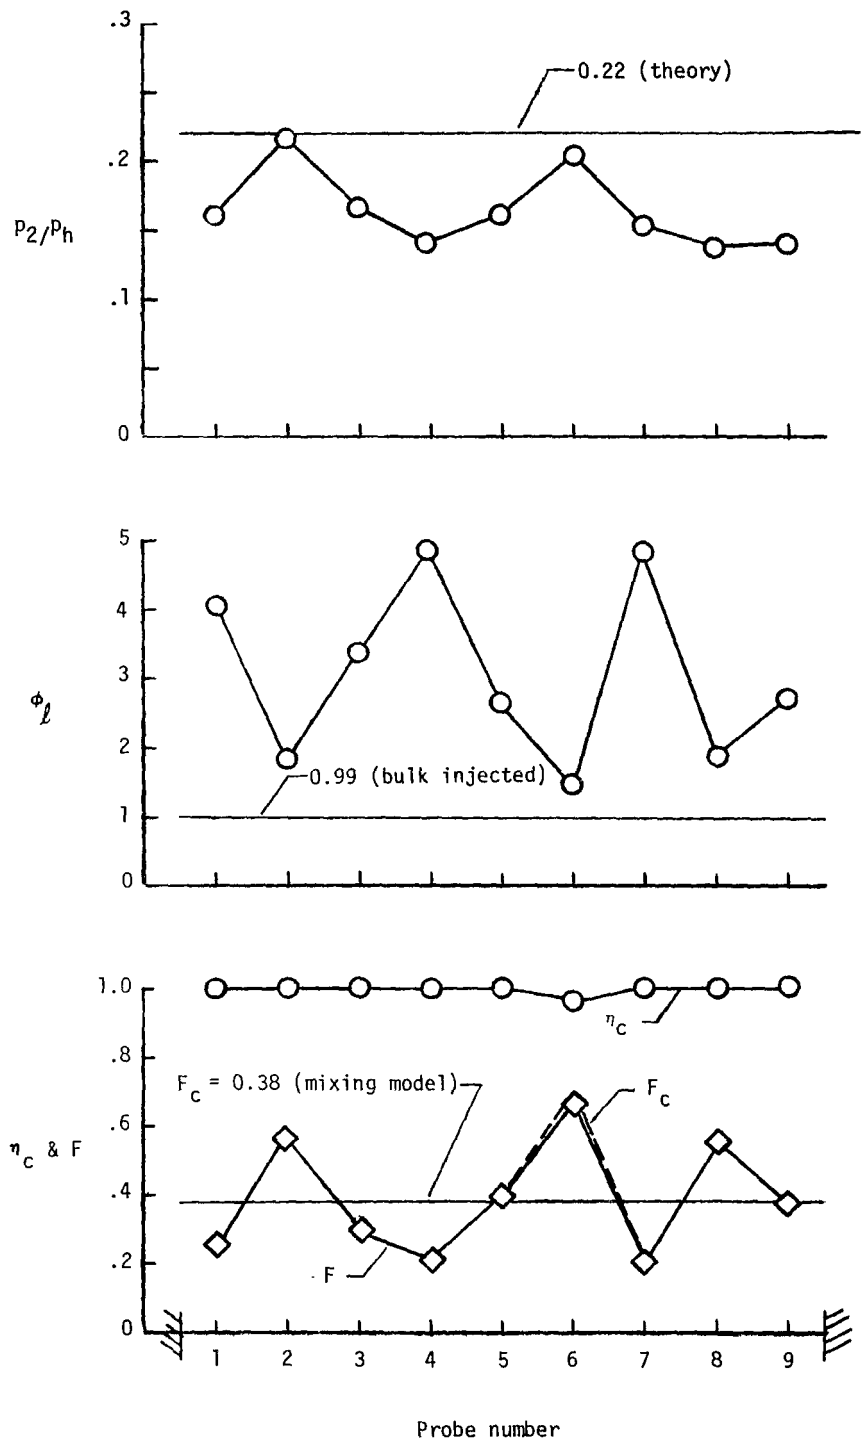 .3
0.22 (theory)
.2
p2/ph
.1
0
5
4
3
ϕℓ
2
0.99 (bulk injected)
1
0
1.0
ηc
.8
Fc = 0.38 (mixing model)
Fc
.6
ηc & F
.4
.2
F
0
1 2 3 4 5 6 7 8 9
Probe number